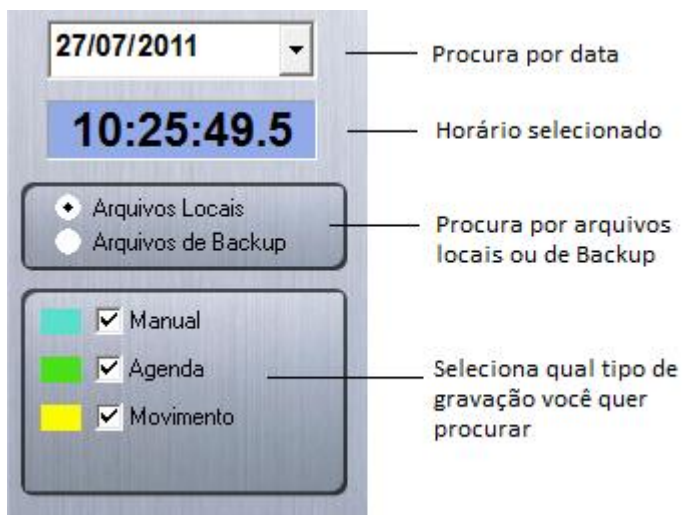 27/07/2011
Procura por data
10:25:49.5
Horário selecionado
Arquivos Locais
Arquivos de Backup
Procura por arquivos
locais ou de Backup
Manual
Agenda
Movimento
Seleciona qual tipo de
gravação você quer
procurar